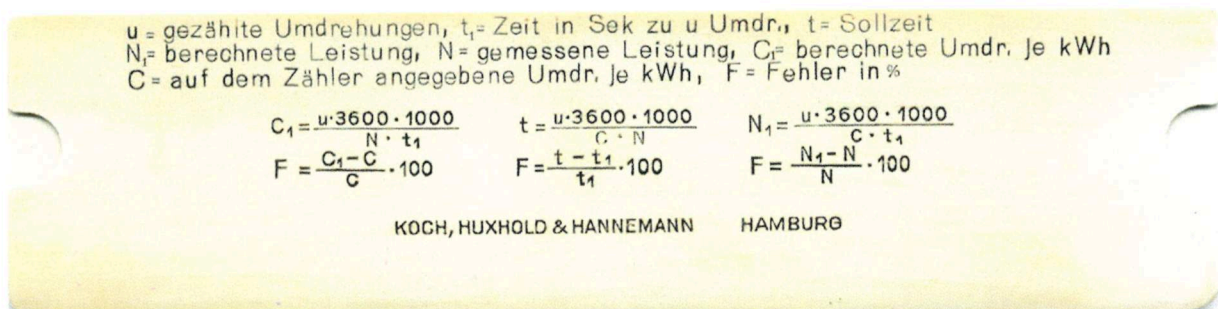 u = gezählte Umdrehungen, t₁= Zeit in Sek zu u Umdr., t = Sollzeit
N₁= berechnete Leistung, N = gemessene Leistung, C₁= berechnete Umdr. je kWh
C = auf dem Zähler angegebene Umdr. je kWh, F = Fehler in %
C₁ = u·3600·1000 / N · t₁    t = u·3600·1000 / C · N    N₁ = u·3600·1000 / C · t₁
F = C₁ – C / C · 100    F = t – t₁ / t₁ · 100    F = N₁ – N / N · 100
KOCH, HUXHOLD & HANNEMANN HAMBURG